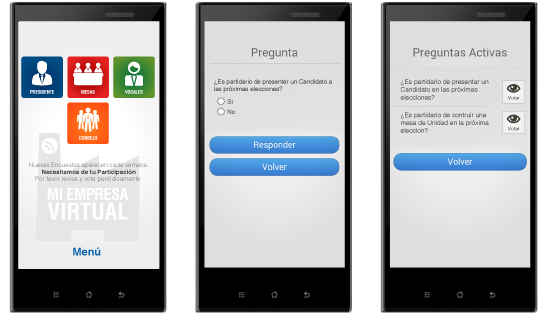 PRESIDENTE
MESAS
VOCALES
CONSEJO
Nuevas Encuestas aparecen cada semana.
Necesitamos de tu Participación
Por favor revisa y vota periódicamente
MI EMPRESA
VIRTUAL
Menú
Pregunta
¿Es partidario de presentar un Candidato a
las próximas elecciones?
Si
No
Responder
Volver
Preguntas Activas
¿Es partidario de presentar un
Candidato en las próximas
elecciones?
Votar
¿Es partidario de contruir una
mesa de Unidad en la próxima
eleccion?
Votar
Volver